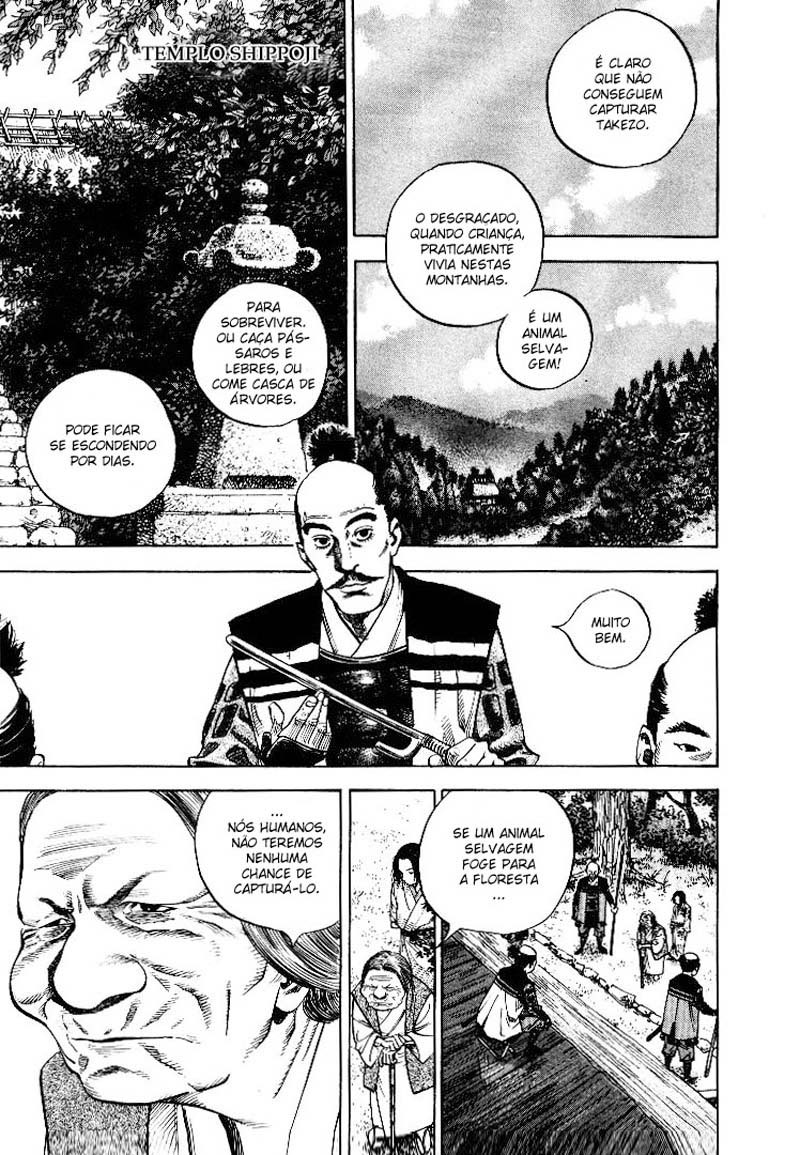 É CLARO
QUE NÃO
CONSEGUEM
CAPTURAR
TAKEZO.
O DESGRAÇADO,
QUANDO CRIANÇA,
PRATICAMENTE
VIVIA NESTAS
MONTANHAS.
É UM
ANIMAL
SELVA-
GEM!
TEMPLO SHIPPOJI
PARA
SOBREVIVER.
OU CAÇA PÁS-
SAROS E
LEBRES, OU
COME CASCA DE
ÁRVORES.
PODE FICAR
SE ESCONDENDO
POR DIAS.
MUITO
BEM.
SE UM ANIMAL
SELVAGEM
FOGE PARA
A FLORESTA
...
...
NÓS HUMANOS,
NÃO TEREMOS
NENHUMA
CHANCE DE
CAPTURÁ-LO.